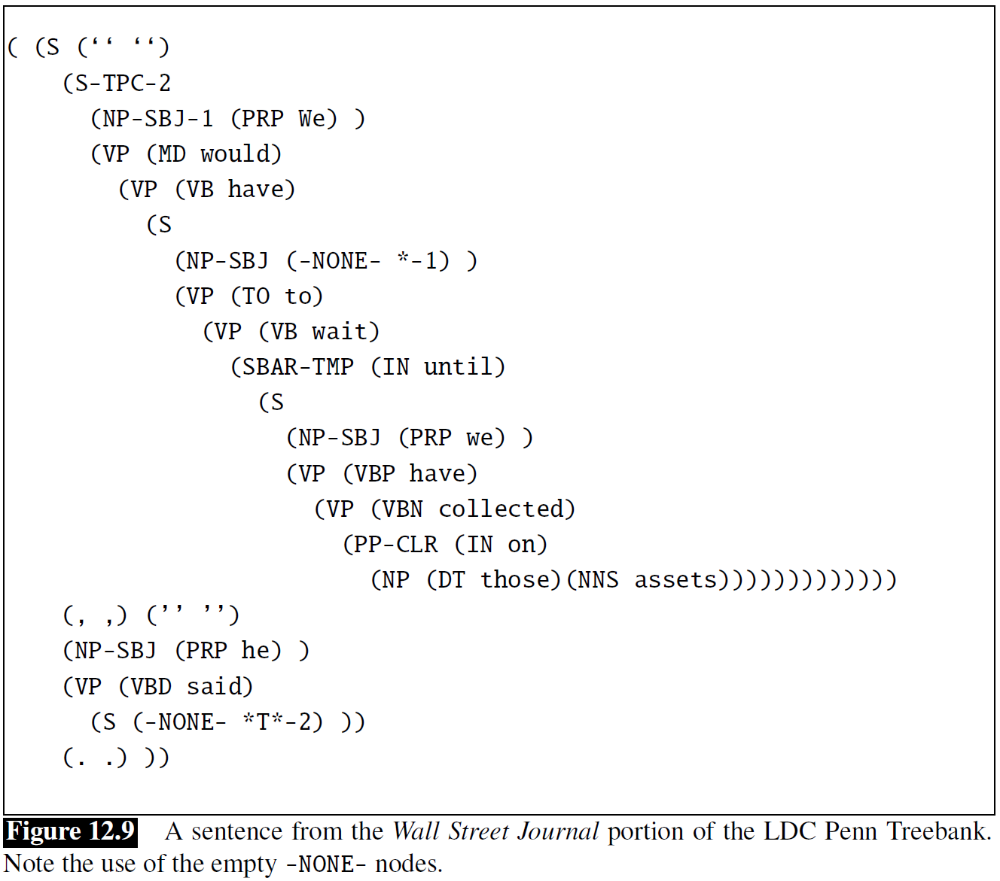 ( (S (‘‘ ‘‘)
(S-TPC-2
(NP-SBJ-1 (PRP We) )
(VP (MD would)
(VP (VB have)
(S
(NP-SBJ (-NONE- *-1) )
(VP (TO to)
(VP (VB wait)
(SBAR-TMP (IN until)
(S
(NP-SBJ (PRP we) )
(VP (VBP have)
(VP (VBN collected)
(PP-CLR (IN on)
(NP (DT those)(NNS assets)))))))))))))
(, ,) (’’ ’’)
(NP-SBJ (PRP he) )
(VP (VBD said)
(S (-NONE- *T*-2) ))
(. .) ))
Figure 12.9 A sentence from the Wall Street Journal portion of the LDC Penn Treebank.
Note the use of the empty -NONE- nodes.